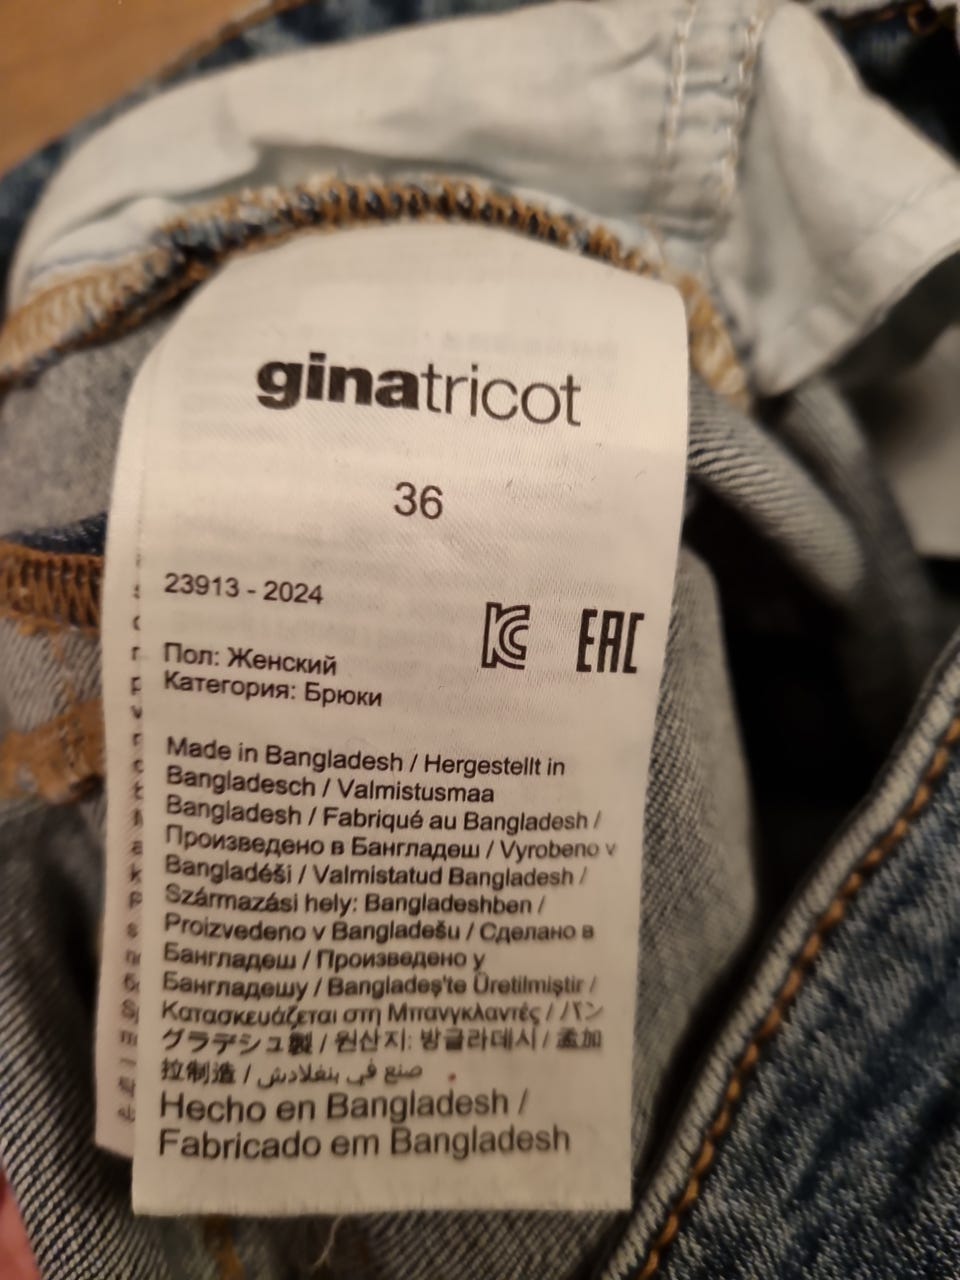 ginatricot
36
23913 - 2024
KC EAC
Пол: Женский
Категория: Брюки
Made in Bangladesh / Hergestellt in
Bangladesch / Valmistusmaa
Bangladesh / Fabriqué au Bangladesh /
Произведено в Бангладеш / Vyrobeno v
Bangladéši / Valmistatud Bangladesh /
Származási hely: Bangladeshben /
Proizvedeno v Bangladešu / Сделано в
Бангладеш / Произведено у
Бангладешу / Bangladeş'te Üretilmiştir /
Κατασκευάζεται στη Μπανγκλαντές / バン
グラデシュ製 / 원산지: 방글라데시 / 孟加
拉制造 / صنع في بنغلادش
Hecho en Bangladesh /
Fabricado em Bangladesh